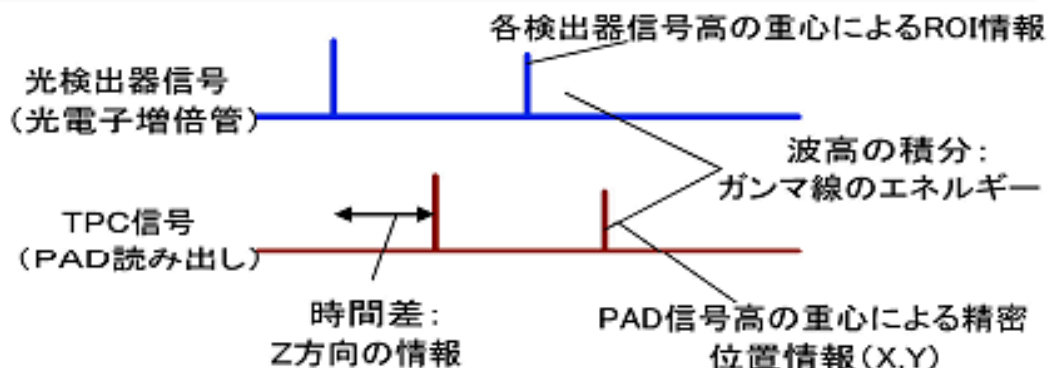 各検出器信号高の重心によるROI情報
光検出器信号
（光電子増倍管）
波高の積分：
ガンマ線のエネルギー
TPC信号
（PAD読み出し）
時間差：
Z方向の情報
PAD信号高の重心による精密
位置情報（X,Y）